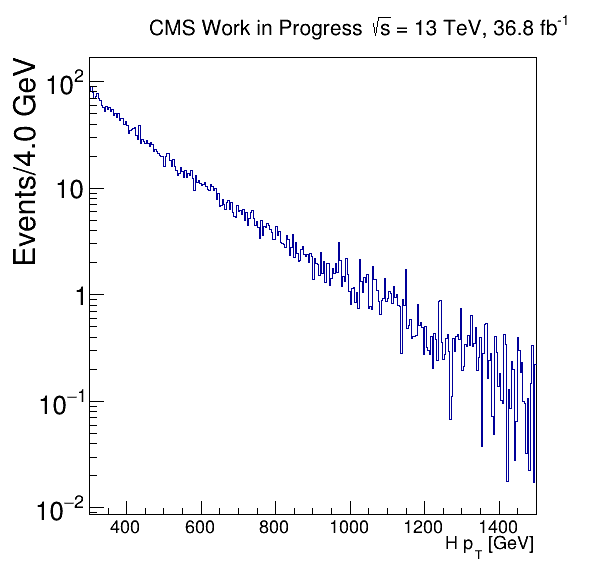 CMS Work in Progress √s = 13 TeV, 36.8 fb⁻¹
Events/4.0 GeV
10²
10
1
10⁻¹
10⁻²
400 600 800 1000 1200 1400
H p_T [GeV]